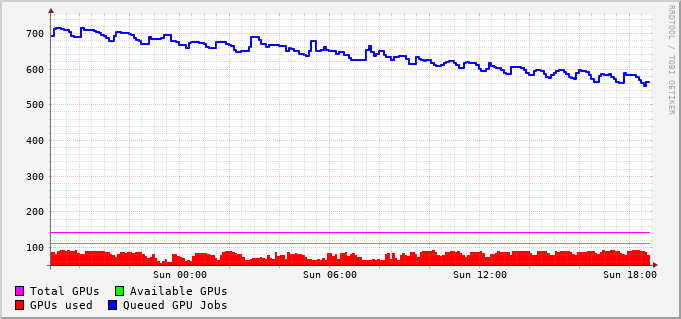 RRDTOOL / TOBI OETIKER
700
600
500
400
300
200
100
Sun 00:00 Sun 06:00 Sun 12:00 Sun 18:00
Total GPUs Available GPUs
GPUs used Queued GPU Jobs